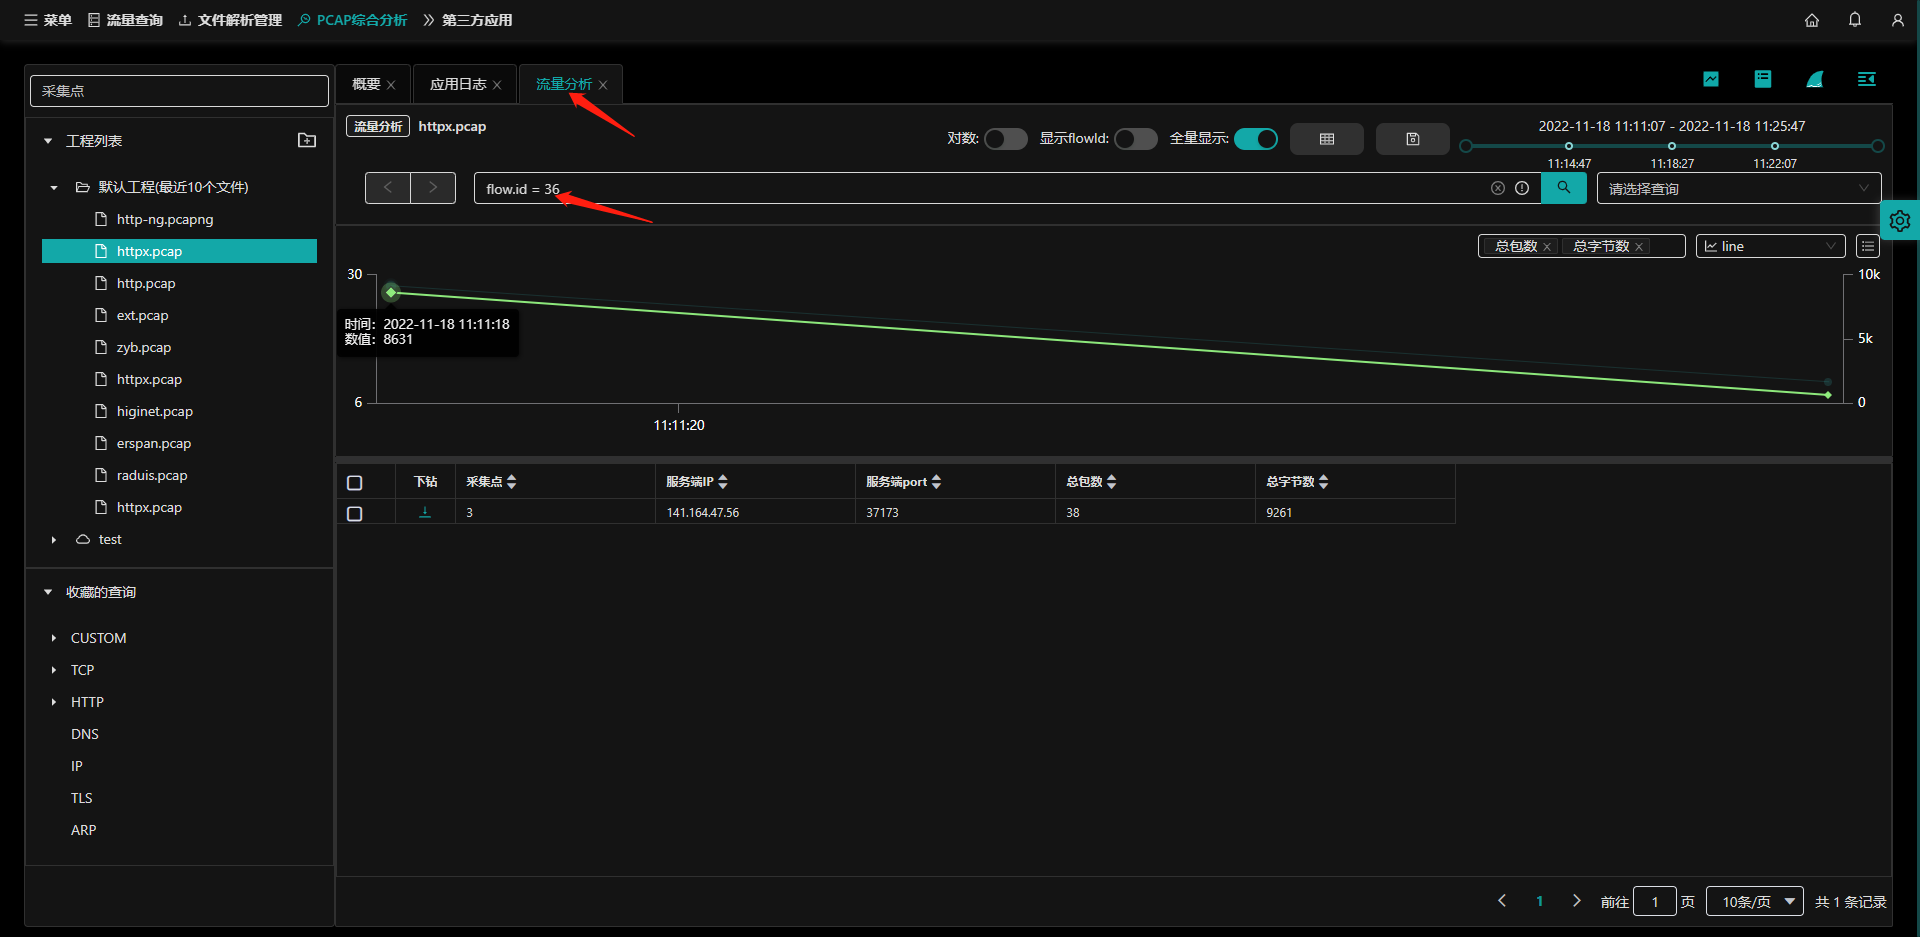 菜单 流量查询 文件解析管理 PCAP综合分析 第三方应用
采集点
工程列表
默认工程(最近10个文件)
http-ng.pcapng
httpx.pcap
http.pcap
ext.pcap
zyb.pcap
httpx.pcap
higinet.pcap
erspan.pcap
raduis.pcap
httpx.pcap
test
收藏的查询
CUSTOM
TCP
HTTP
DNS
IP
TLS
ARP
概要 应用日志 流量分析
流量分析 httpx.pcap
对数: 显示flowId: 全量显示:
2022-11-18 11:11:07 - 2022-11-18 11:25:47
11:14:47 11:18:27 11:22:07
flow.id = 36
请选择查询
总包数 总字节数 line
30 10k
时间: 2022-11-18 11:11:18
数值: 8631
5k
6 0
11:11:20
下钻 采集点 服务端IP 服务端port 总包数 总字节数
3 141.164.47.56 37173 38 9261
1 前往 1 页 10条/页 共 1 条记录